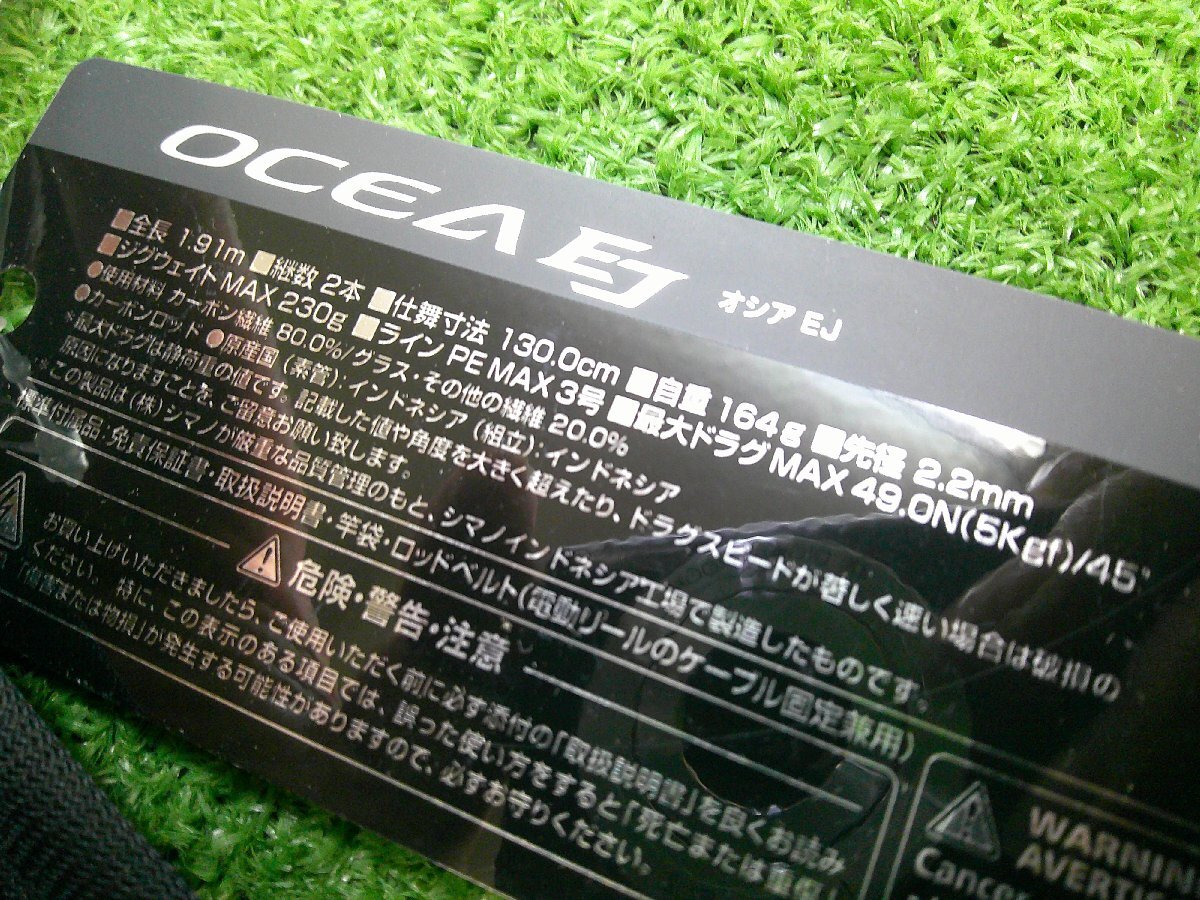 OCEA EJ オシア EJ
■全長 1.91m ■継数 2本 ■仕舞寸法 130.0cm ■自重 164g ■先径 2.2mm
■ジグウェイト MAX 230g ■ライン PE MAX 3号 ■最大ドラグMAX 49.0N(5Kgf)/45°
●使用材料 カーボン繊維 80.0%/グラス・その他の繊維 20.0%
●カーボンロッド ●原産国 (素管):インドネシア (組立):インドネシア
*最大ドラグは静荷重の値です。記載した値や角度を大きく超えたり、ドラグスピードが著しく速い場合は破損の
原因になりますことを、ご留意お願い致します。
*この製品は(株)シマノが厳重な品質管理のもと、シマノインドネシア工場で製造したものです。
標準付属品:免責保証書・取扱説明書・竿袋・ロッドベルト(電動リールのケーブル固定兼用)
危険・警告・注意
お買い上げいただきましたら、ご使用いただく前に必ず添付の「取扱説明書」を良くお読み
ください。特に、この表示のある項目では、誤った使い方をすると「死亡または重傷」
「傷害または物損」が発生する可能性がありますので、必ずお守りください。
WARNIN
AVERTIS
Cancer